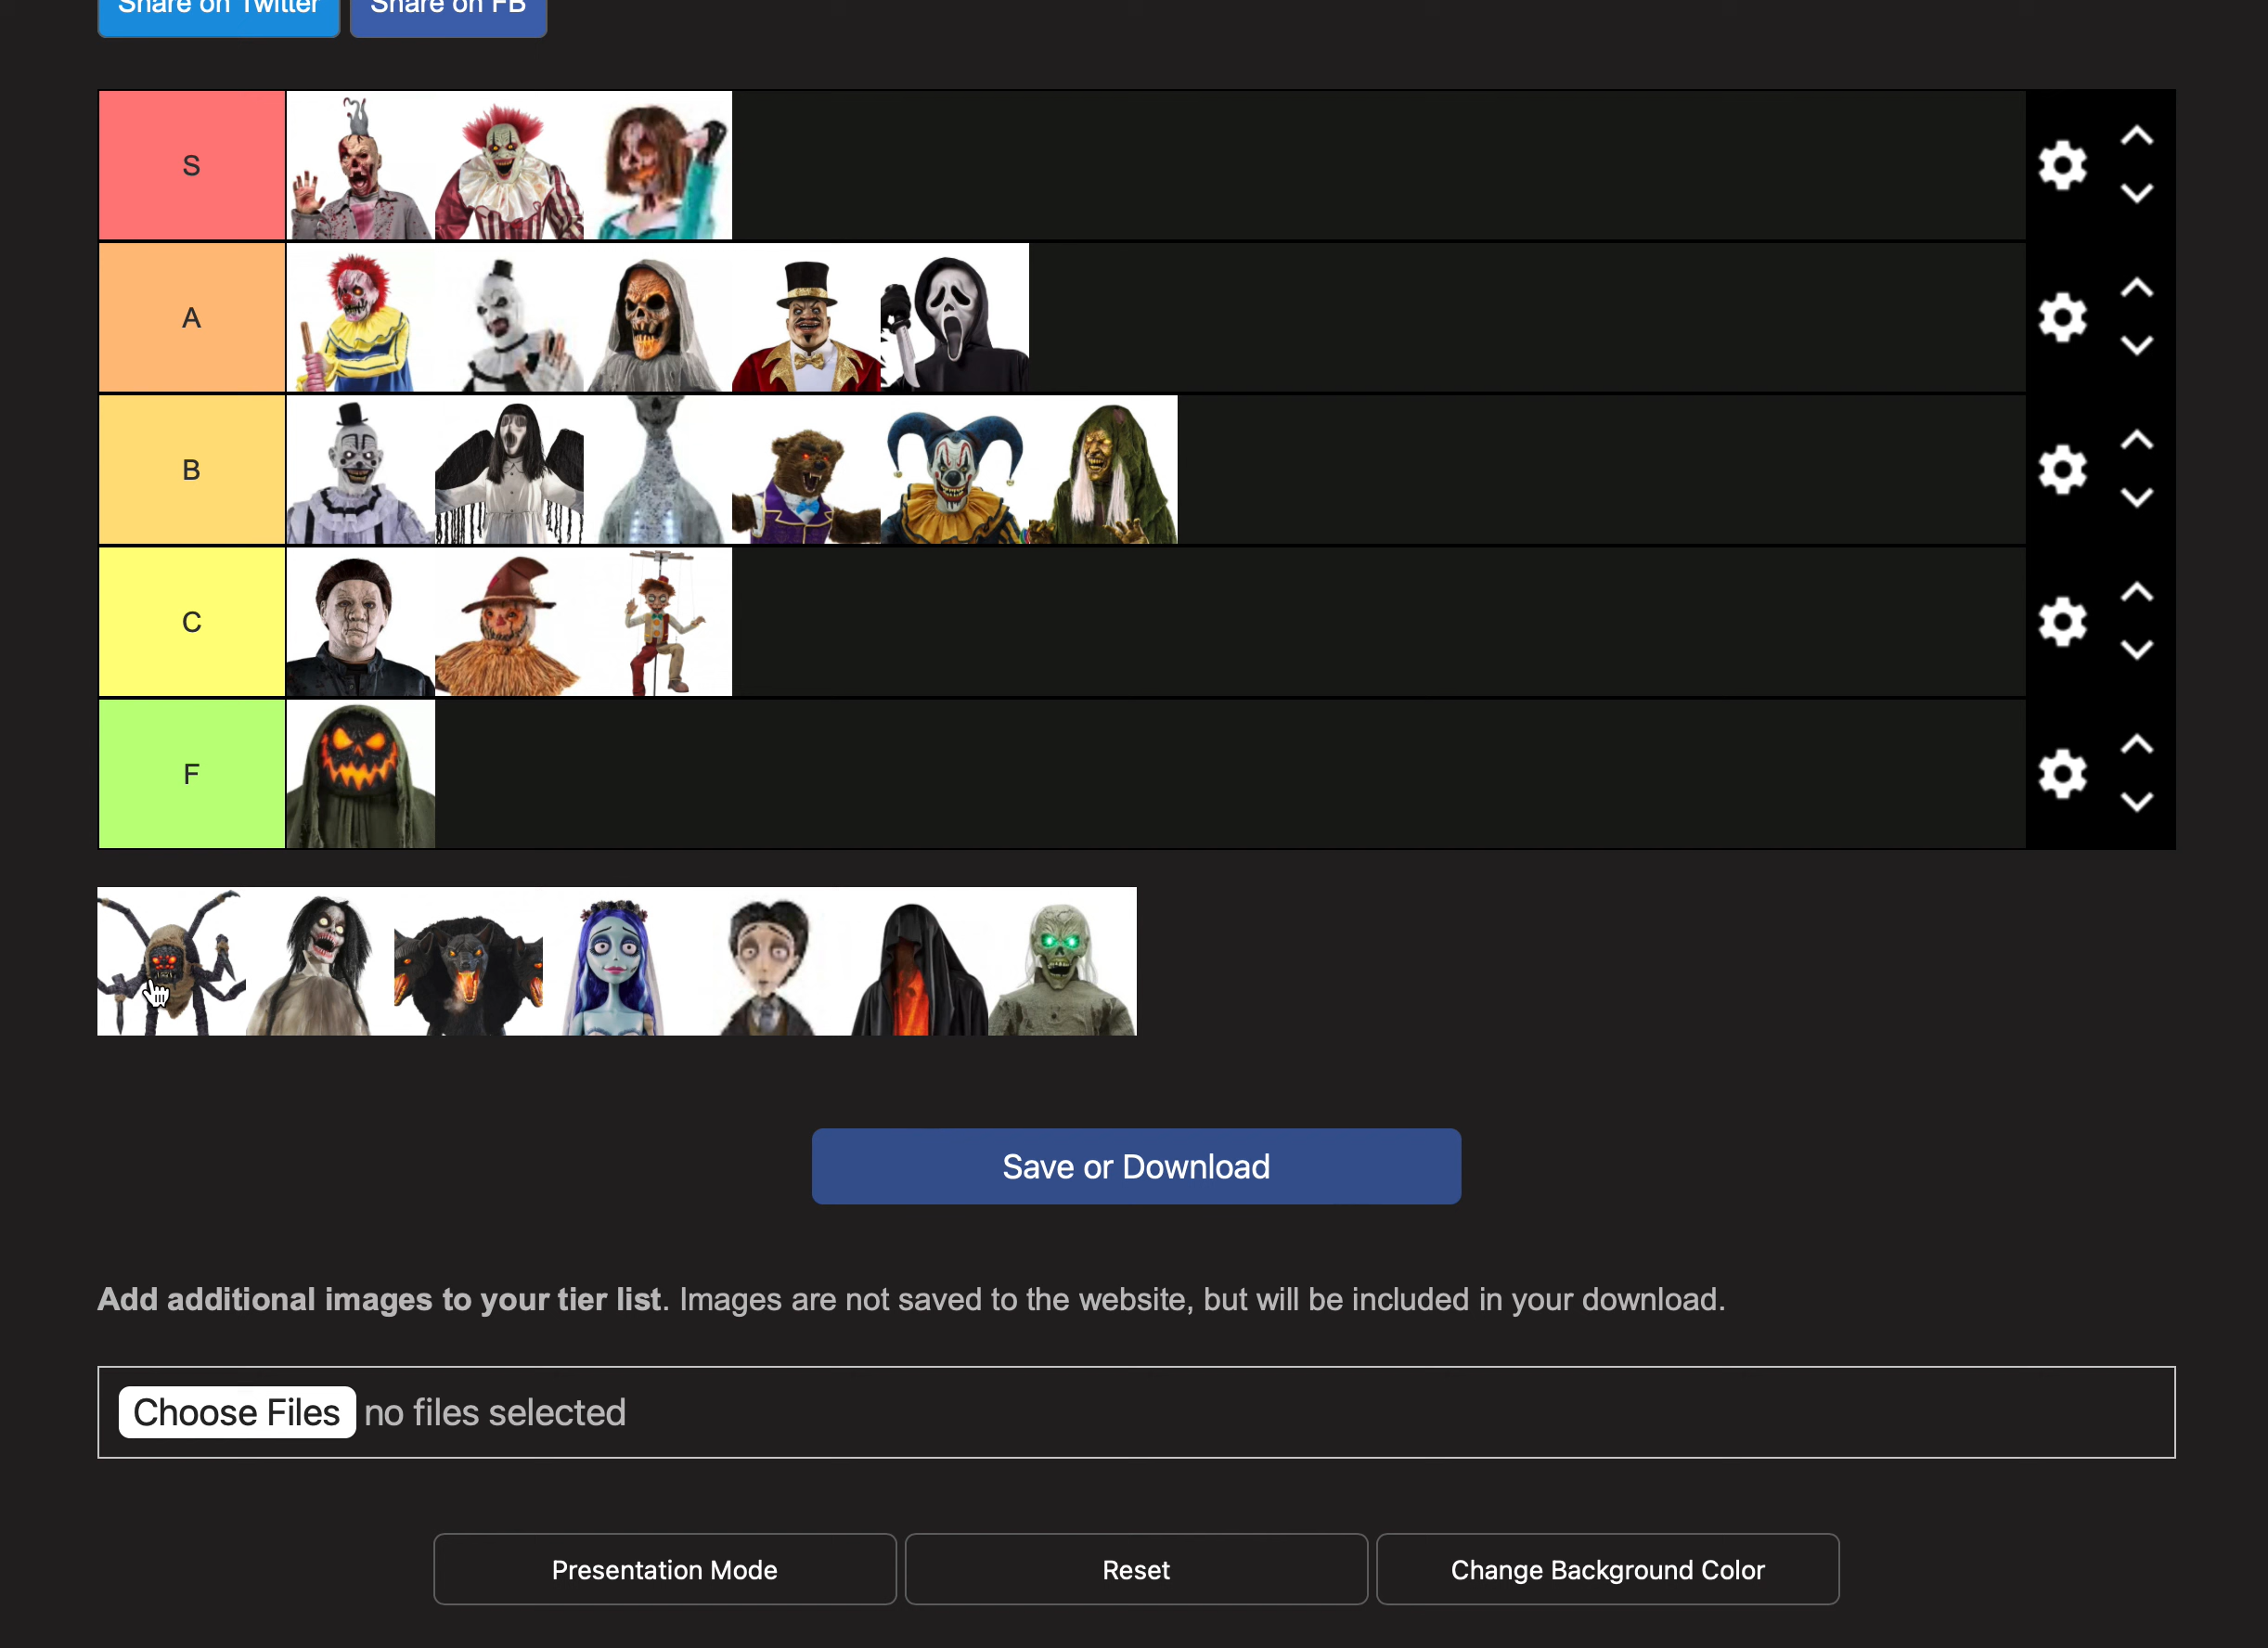 Share on Twitter Share on FB
S
A
B
C
F
Save or Download
Add additional images to your tier list. Images are not saved to the website, but will be included in your download.
Choose Files no files selected
Presentation Mode Reset Change Background Color